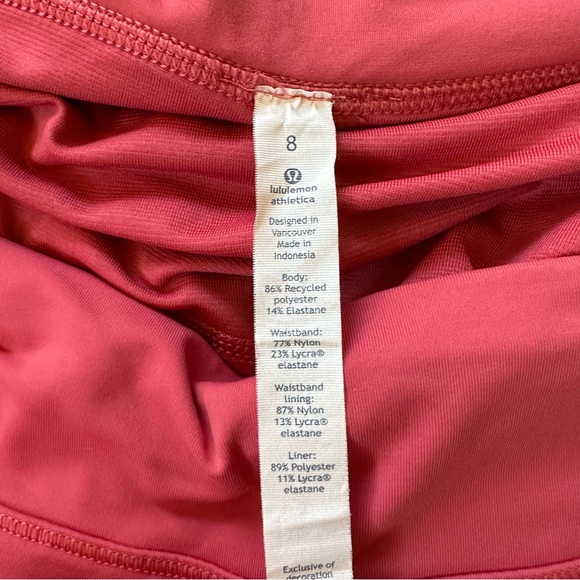 8
lululemon
athletica
Designed in
Vancouver
Made in
Indonesia
Body:
86% Recycled
polyester
14% Elastane
Waistband:
77% Nylon
23% Lycra®
elastane
Waistband
lining:
87% Nylon
13% Lycra®
elastane
Liner:
89% Polyester
11% Lycra®
elastane
Exclusive of
decoration